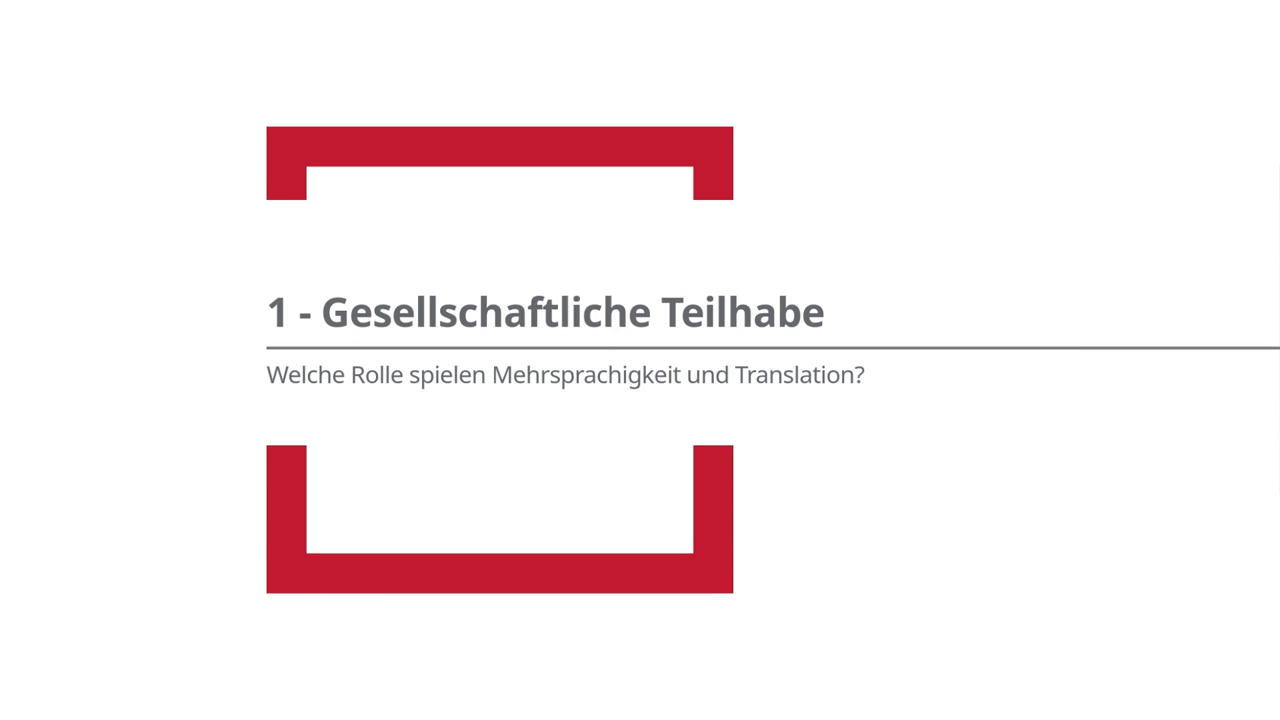 1 - Gesellschaftliche Teilhabe
Welche Rolle spielen Mehrsprachigkeit und Translation?